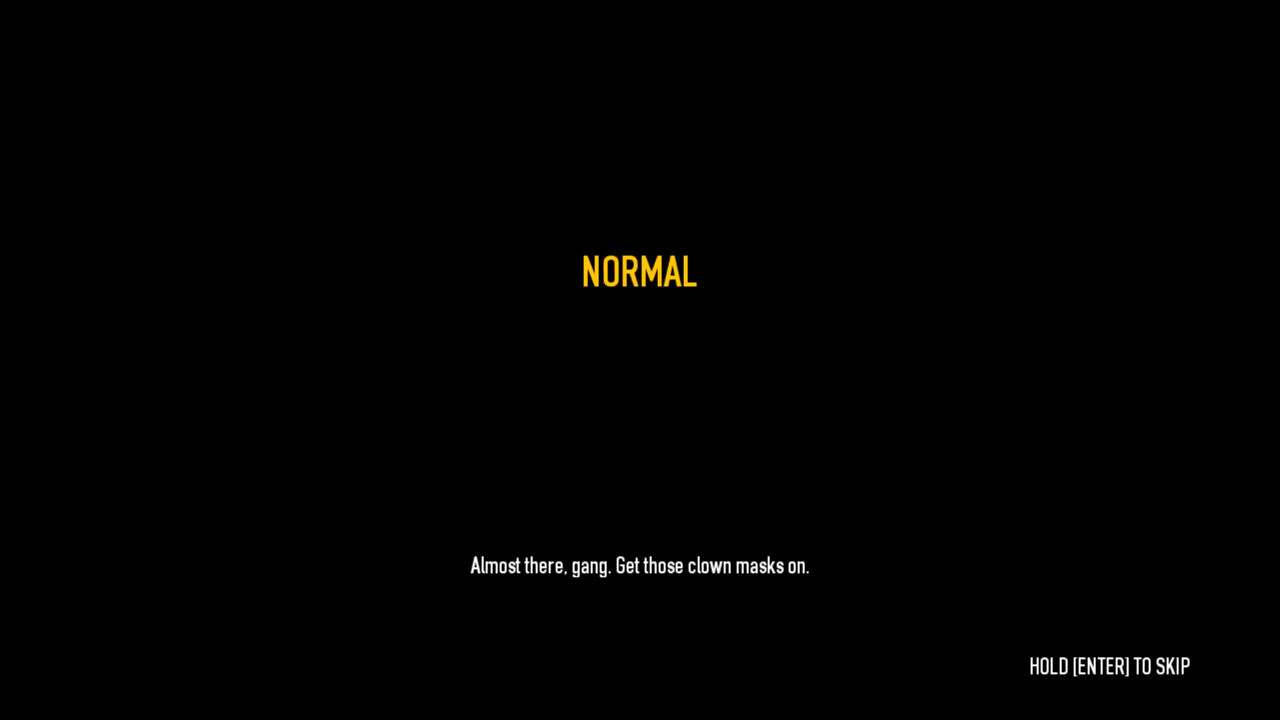 NORMAL
Almost there, gang. Get those clown masks on.
HOLD [ENTER] TO SKIP